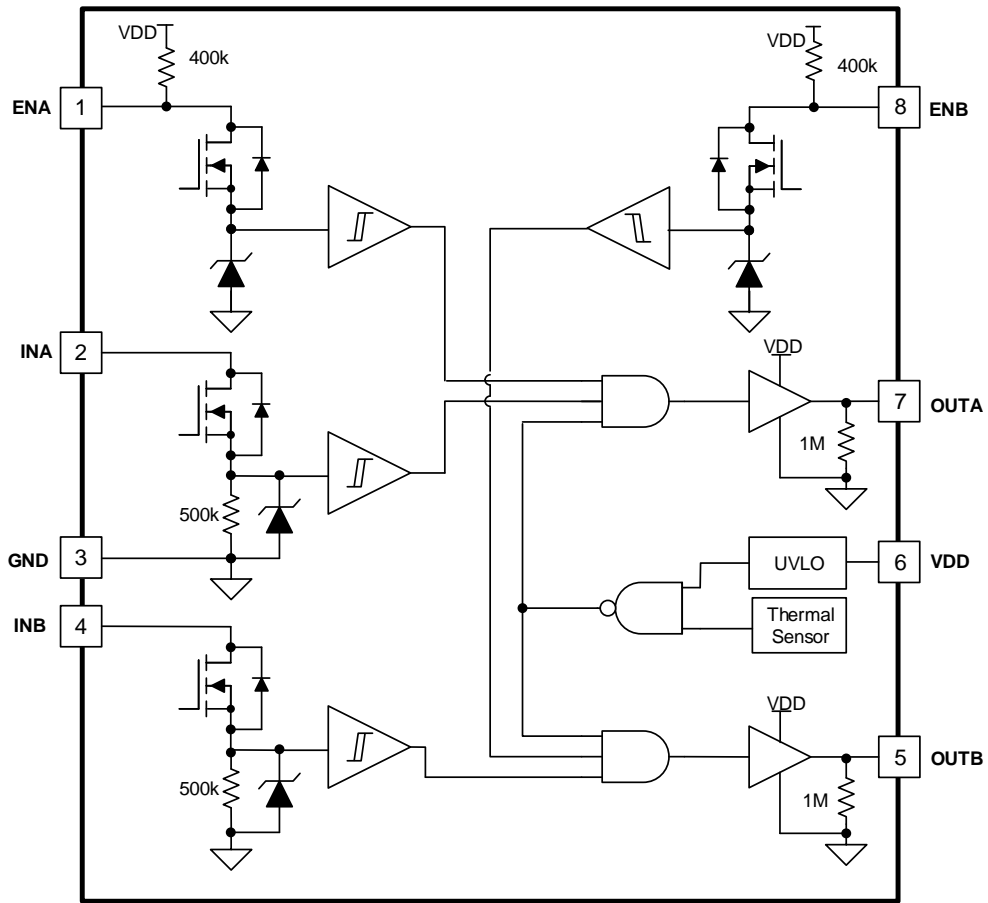 VDD
400k
ENA
1
VDD
400k
8
ENB
INA
2
VDD
7
OUTA
1M
500k
GND
3
UVLO
6
VDD
Thermal
Sensor
INB
4
VDD
5
OUTB
500k
1M